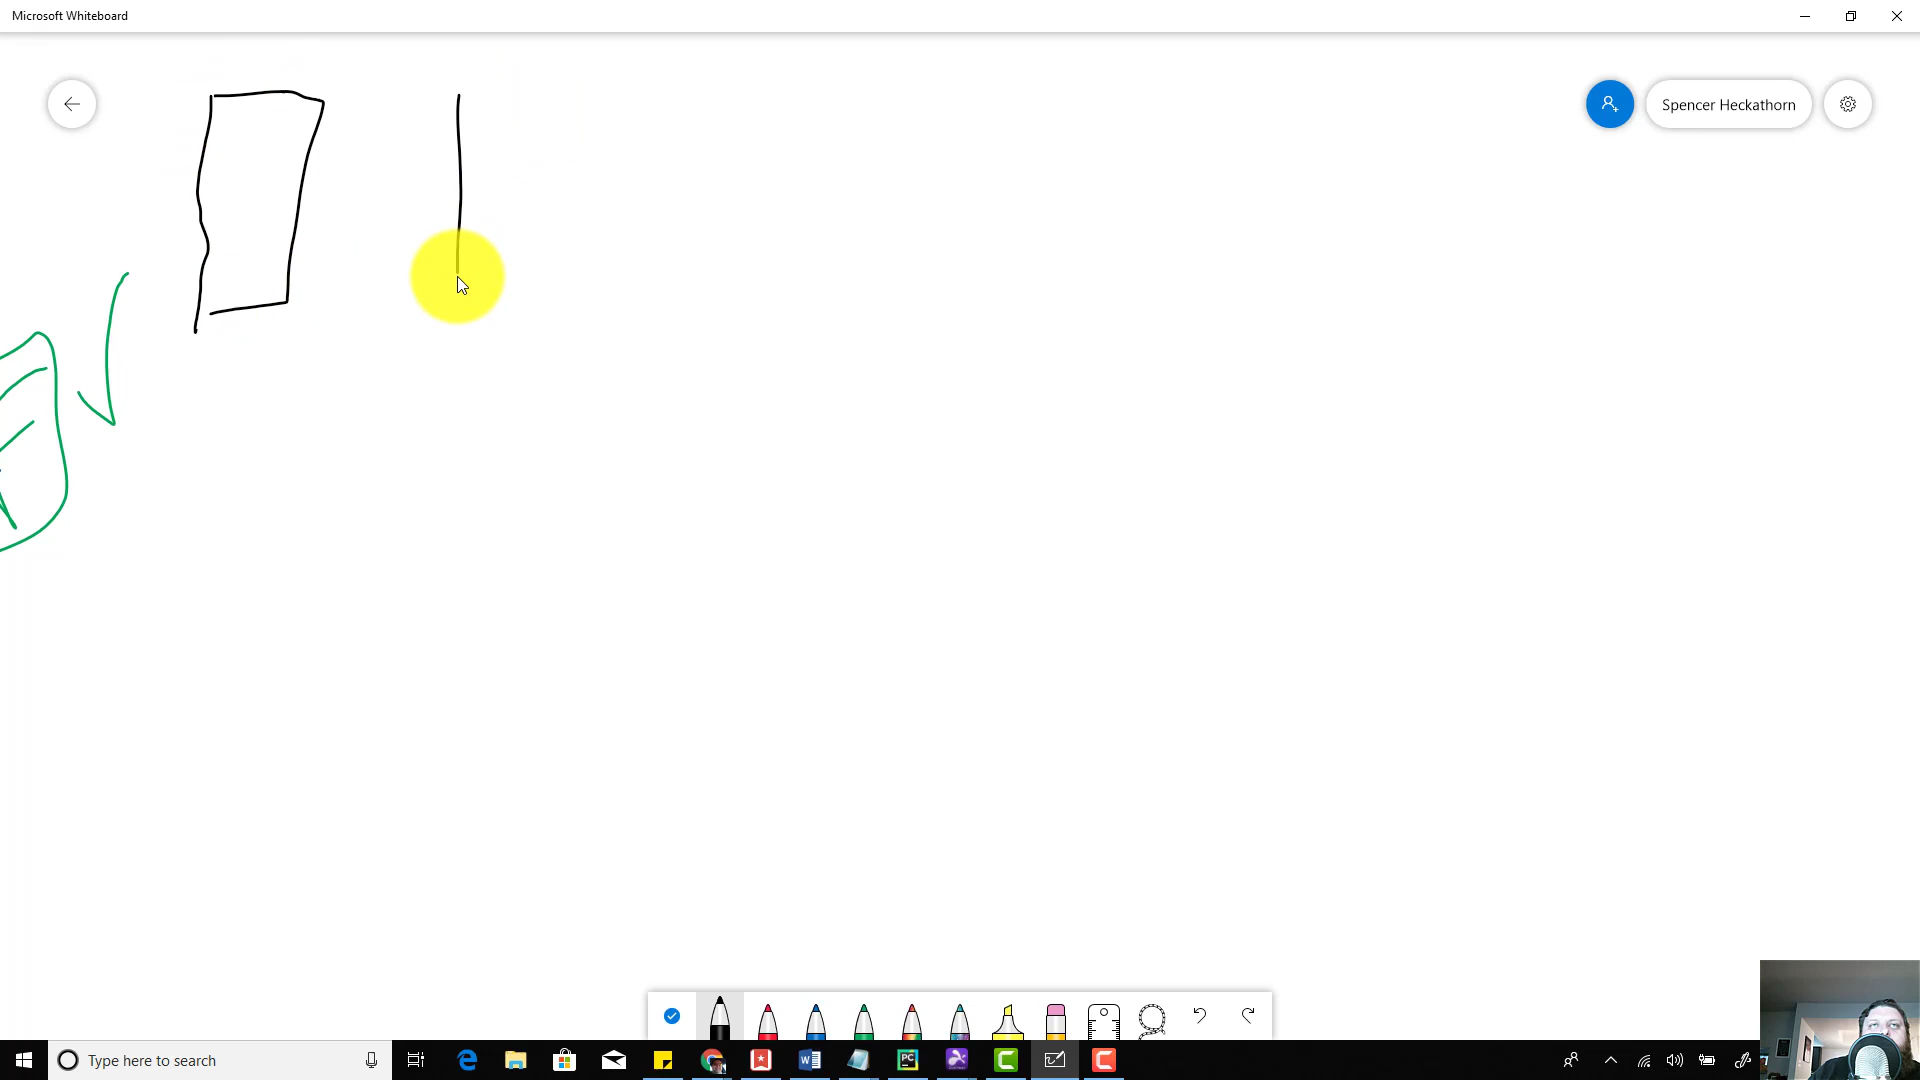 Microsoft Whiteboard
Spencer Heckathorn
Type here to search